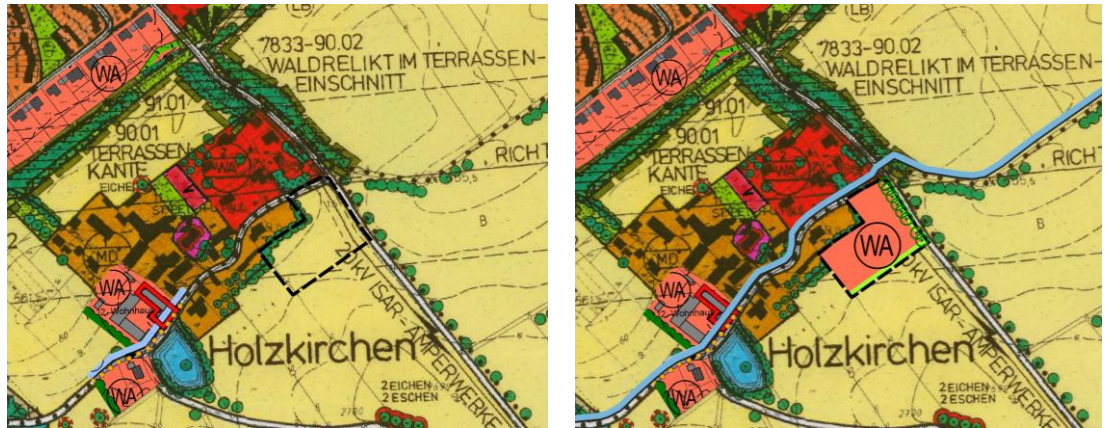 (LB)
7833-90.02
WALDRELIKT IM TERRASSEN-
EINSCHNITT
WA
91.01
90.01
TERRASSEN
KANTE
EICHE
WA
RICHT
B
MD
WA
Wohnhaus
WA
Holzkirchen
KV ISAR-AMPERWERKE
2 EICHEN
2 ESCHEN
(LB)
7833-90.02
WALDRELIKT IM TERRASSEN-
EINSCHNITT
WA
91.01
90.01
TERRASSEN
KANTE
EICHE
WA
RICHT
B
WA
MD
WA
Wohnhaus
WA
Holzkirchen
KV ISAR-AMPERWERKE
2 EICHEN
2 ESCHEN